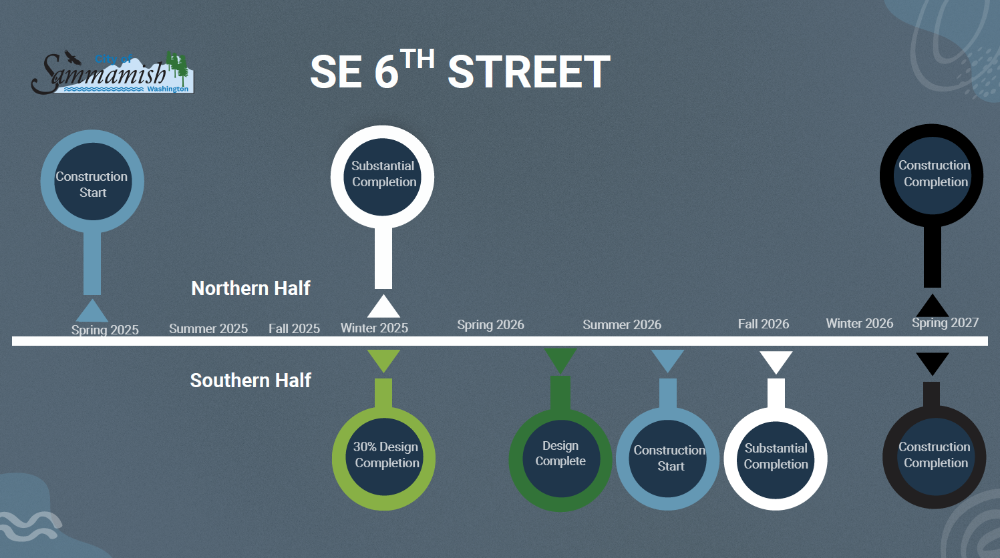 City of
Sammamish
Washington
SE 6TH STREET
Construction
Start
Substantial
Completion
Construction
Completion
Northern Half
Spring 2025
Summer 2025
Fall 2025
Winter 2025
Spring 2026
Summer 2026
Fall 2026
Winter 2026
Spring 2027
Southern Half
30% Design
Completion
Design
Complete
Construction
Start
Substantial
Completion
Construction
Completion